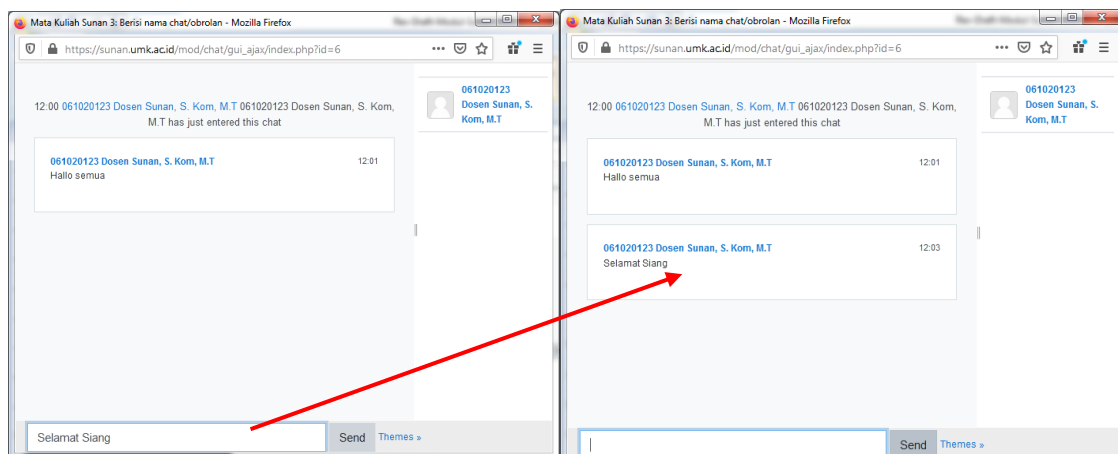 Mata Kuliah Sunan 3: Berisi nama chat/obrolan - Mozilla Firefox
https://sunan.umk.ac.id/mod/chat/gui_ajax/index.php?id=6
12:00 061020123 Dosen Sunan, S. Kom, M.T 061020123 Dosen Sunan, S. Kom,
M.T has just entered this chat
061020123 Dosen Sunan, S. Kom, M.T 12:01
Hallo semua
061020123
Dosen Sunan, S.
Kom, M.T
Selamat Siang Send Themes »
Mata Kuliah Sunan 3: Berisi nama chat/obrolan - Mozilla Firefox
https://sunan.umk.ac.id/mod/chat/gui_ajax/index.php?id=6
12:00 061020123 Dosen Sunan, S. Kom, M.T 061020123 Dosen Sunan, S. Kom,
M.T has just entered this chat
061020123 Dosen Sunan, S. Kom, M.T 12:01
Hallo semua
061020123 Dosen Sunan, S. Kom, M.T 12:03
Selamat Siang
061020123
Dosen Sunan, S.
Kom, M.T
Send Themes »